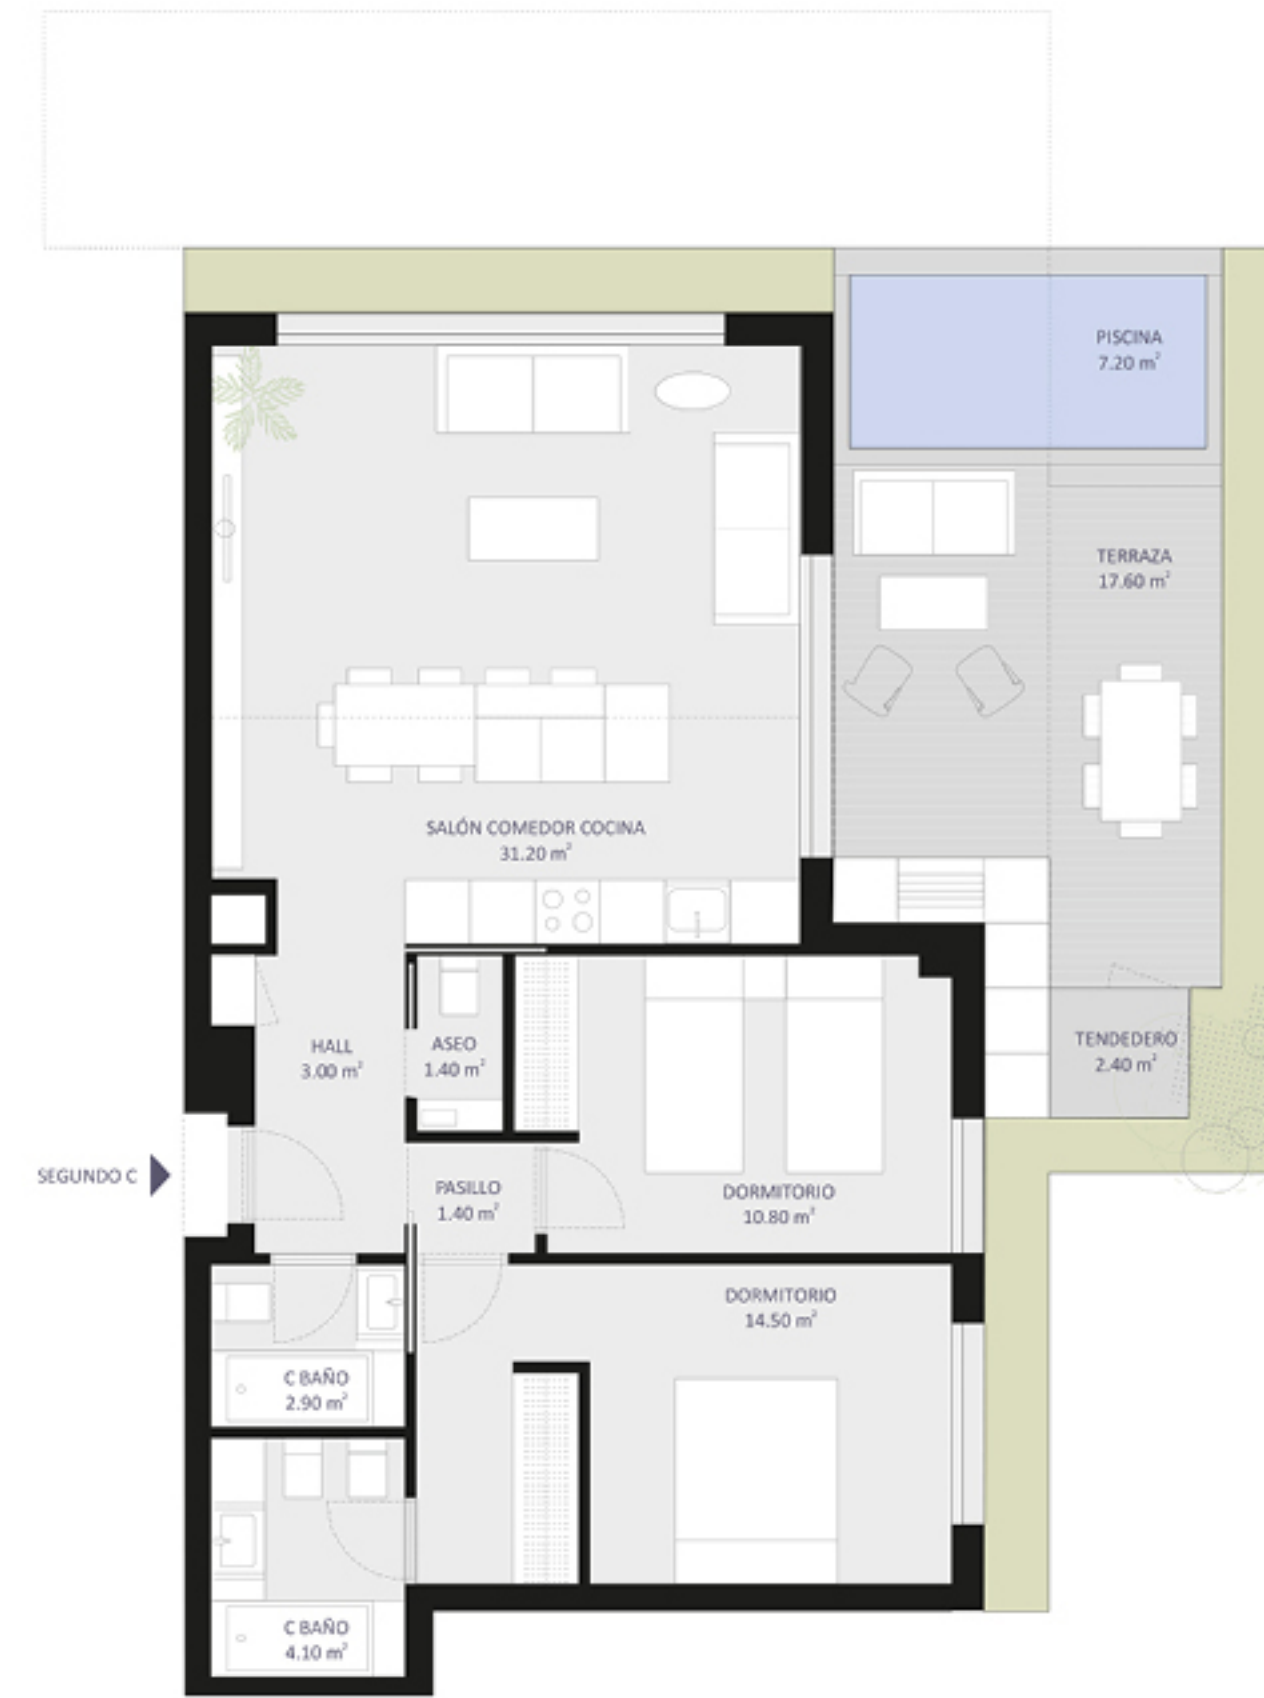 PISCINA
7.20 m²
TERRAZA
17.60 m²
SALÓN COMEDOR COCINA
31.20 m²
HALL
3.00 m²
ASEO
1.40 m²
TENDEDERO
2.40 m²
SEGUNDO C
PASILLO
1.40 m²
DORMITORIO
10.80 m²
DORMITORIO
14.50 m²
C BAÑO
2.90 m²
C BAÑO
4.10 m²